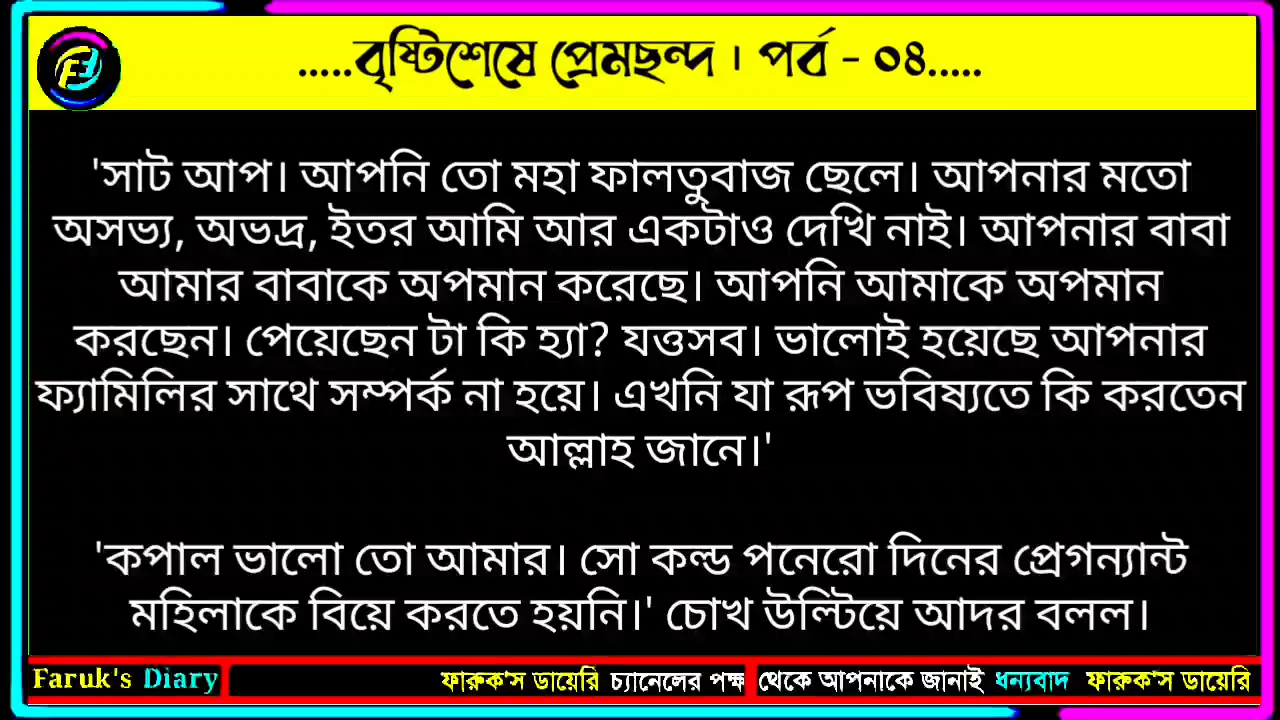 .....বৃষ্টিশেষে প্রেমছন্দ । পর্ব - ০৪.....
'সাট আপ। আপনি তো মহা ফালতুবাজ ছেলে। আপনার মতো
অসভ্য, অভদ্র, ইতর আমি আর একটাও দেখি নাই। আপনার বাবা
আমার বাবাকে অপমান করেছে। আপনি আমাকে অপমান
করছেন। পেয়েছেন টা কি হ্যা? যত্তসব। ভালোই হয়েছে আপনার
ফ্যামিলির সাথে সম্পর্ক না হয়ে। এখনি যা রূপ ভবিষ্যতে কি করতেন
আল্লাহ জানে।'
'কপাল ভালো তো আমার। সো কল্ড পনেরো দিনের প্রেগন্যান্ট
মহিলাকে বিয়ে করতে হয়নি।' চোখ উল্টিয়ে আদর বলল।
Faruk's Diary ফারুক'স ডায়েরি চ্যানেলের পক্ষ থেকে আপনাকে জানাই ধন্যবাদ ফারুক'স ডায়েরি